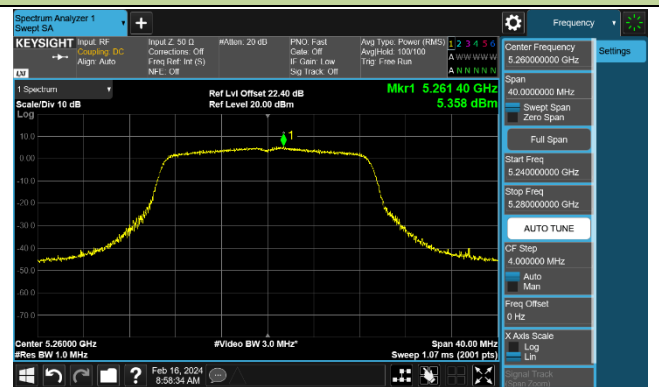 Spectrum Analyzer 1
Swept SA
Frequency
KEYSIGHT
Input: RF
Coupling: DC
Align: Auto
Input Z: 50 Ω
Corrections: Off
Freq Ref: Int (S)
NFE: Off
#Atten: 20 dB
PNO: Fast
Gate: Off
IF Gain: Low
Sig Track: Off
Avg Type: Power (RMS)
Avg|Hold: 100/100
Trig: Free Run
1 2 3 4 5 6
A W W W W W
A N N N N N
LXI
1 Spectrum
Scale/Div 10 dB
Log
Ref Lvl Offset 22.40 dB
Ref Level 20.00 dBm
Mkr1 5.261 40 GHz
5.358 dBm
1
10.0
0.00
-10.0
-20.0
-30.0
-40.0
-50.0
-60.0
-70.0
Center 5.26000 GHz
#Res BW 1.0 MHz
#Video BW 3.0 MHz*
Span 40.00 MHz
Sweep 1.07 ms (2001 pts)
Center Frequency
5.260000000 GHz
Settings
Span
40.0000000 MHz
Swept Span
Zero Span
Full Span
Start Freq
5.240000000 GHz
Stop Freq
5.280000000 GHz
AUTO TUNE
CF Step
4.000000 MHz
Auto
Man
Freq Offset
0 Hz
X Axis Scale
Log
Lin
Signal Track
(Span Zoom)
Feb 16, 2024
8:58:34 AM